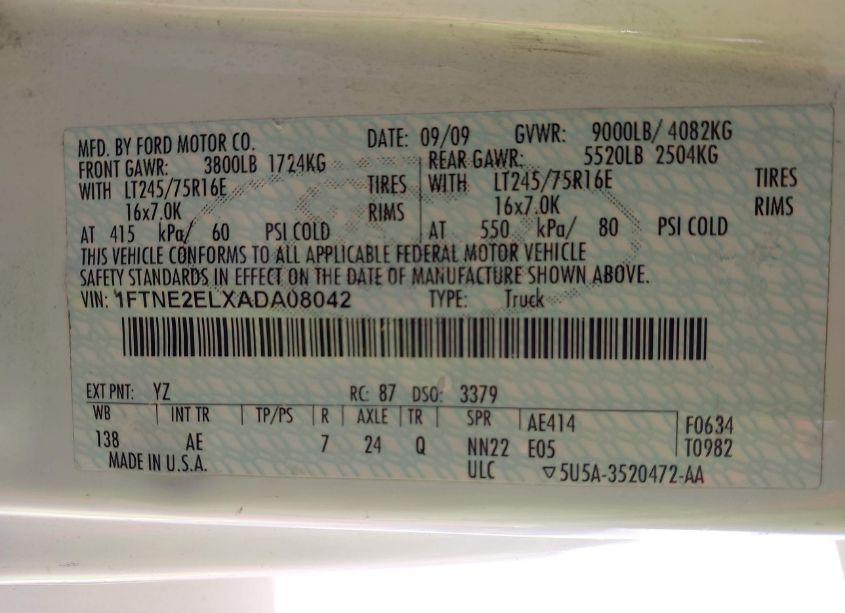 MFD. BY FORD MOTOR CO. DATE: 09/09 GVWR: 9000LB/ 4082KG
FRONT GAWR: 3800LB 1724KG REAR GAWR: 5520LB 2504KG
WITH LT245/75R16E TIRES WITH LT245/75R16E TIRES
16x7.0K RIMS 16x7.0K RIMS
AT 415 kPa/ 60 PSI COLD AT 550 kPa/ 80 PSI COLD
THIS VEHICLE CONFORMS TO ALL APPLICABLE FEDERAL MOTOR VEHICLE
SAFETY STANDARDS IN EFFECT ON THE DATE OF MANUFACTURE SHOWN ABOVE.
VIN: 1FTNE2ELXADA08042 TYPE: Truck
EXT PNT: YZ RC: 87 DSO: 3379
WB INT TR TP/PS R AXLE TR SPR AE414 F0634
138 AE 7 24 Q NN22 E05 T0982
MADE IN U.S.A. ULC ▽5U5A-3520472-AA